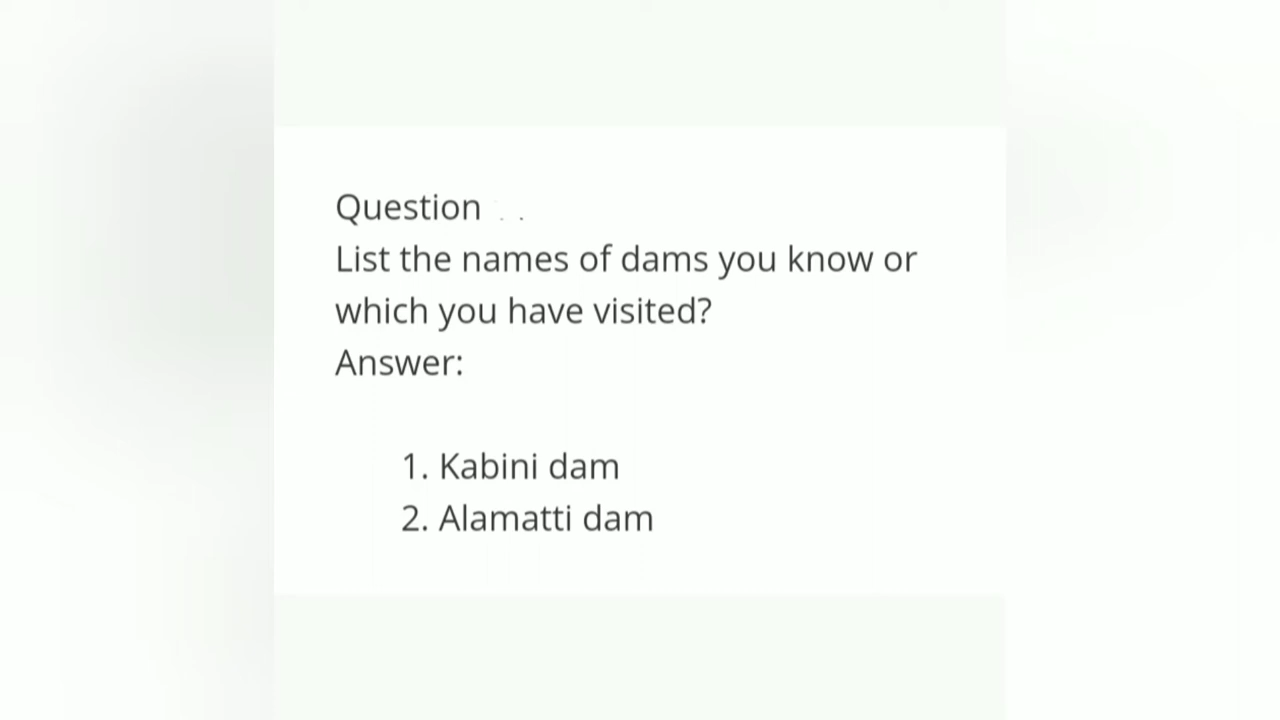 Question
List the names of dams you know or
which you have visited?
Answer:
1. Kabini dam
2. Alamatti dam